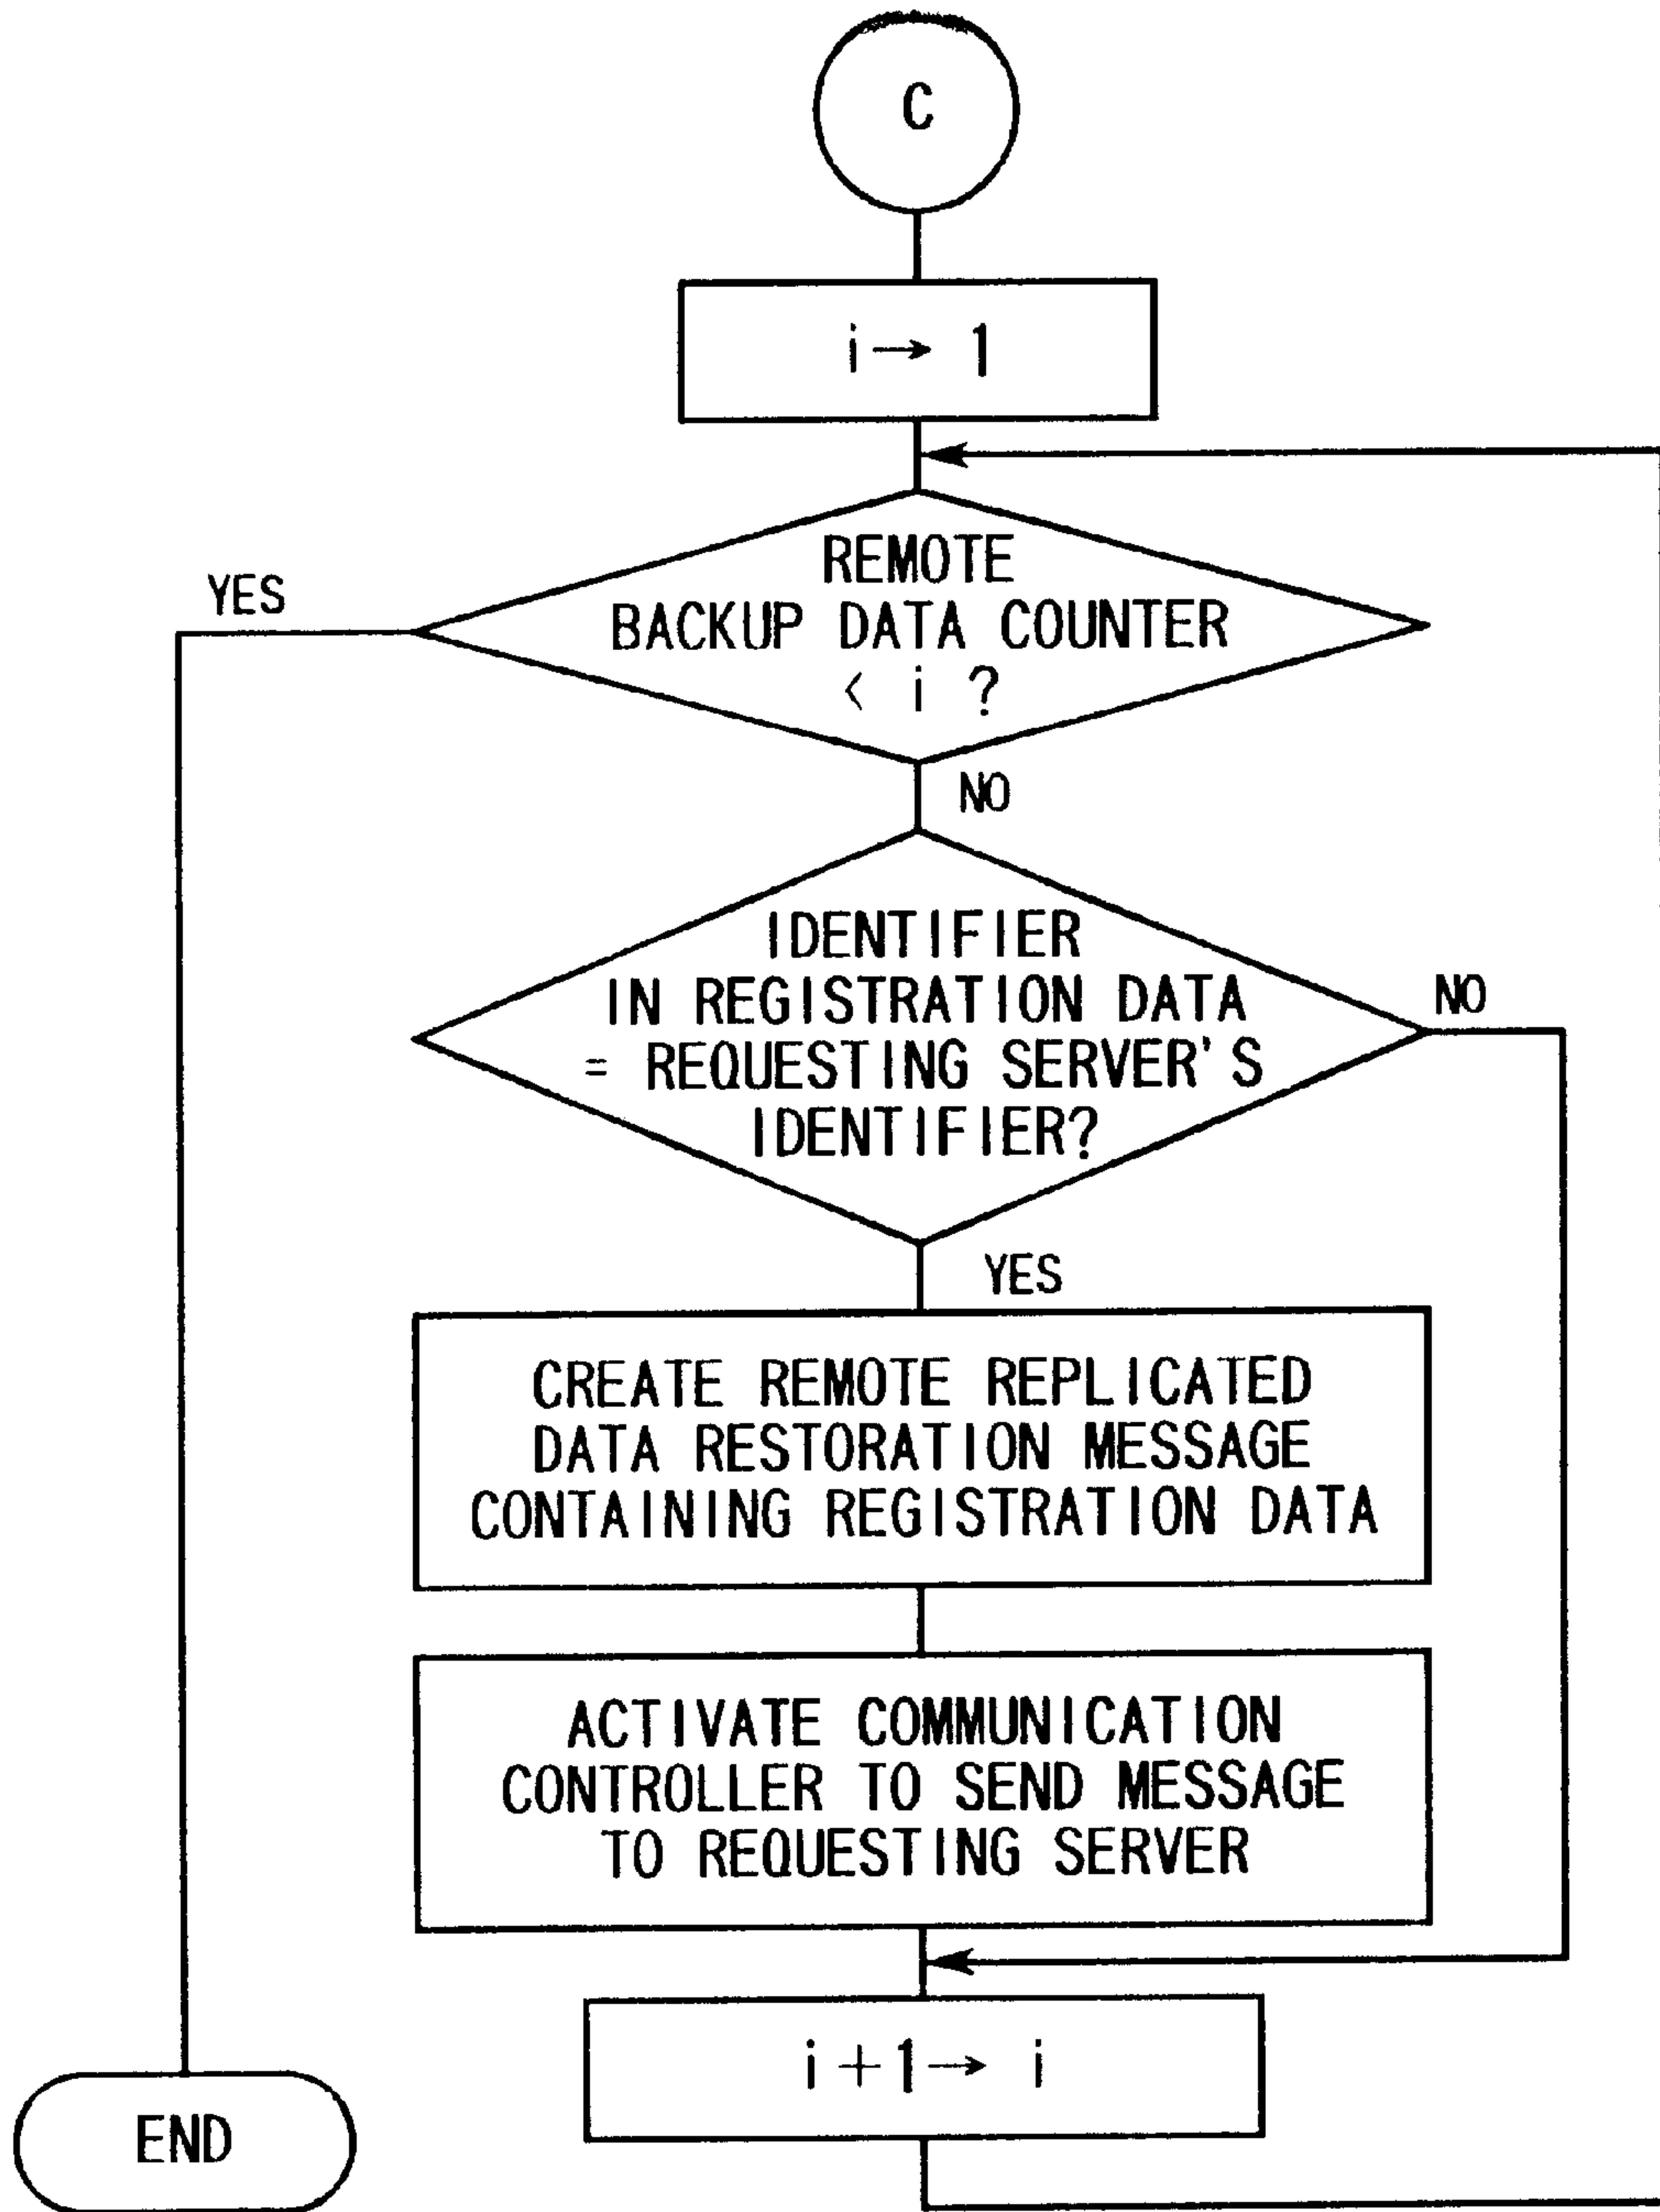 C
i → 1
REMOTE
BACKUP DATA COUNTER
< i ?
YES
NO
IDENTIFIER
IN REGISTRATION DATA
= REQUESTING SERVER'S
IDENTIFIER?
NO
YES
CREATE REMOTE REPLICATED
DATA RESTORATION MESSAGE
CONTAINING REGISTRATION DATA
ACTIVATE COMMUNICATION
CONTROLLER TO SEND MESSAGE
TO REQUESTING SERVER
i + 1 → i
END